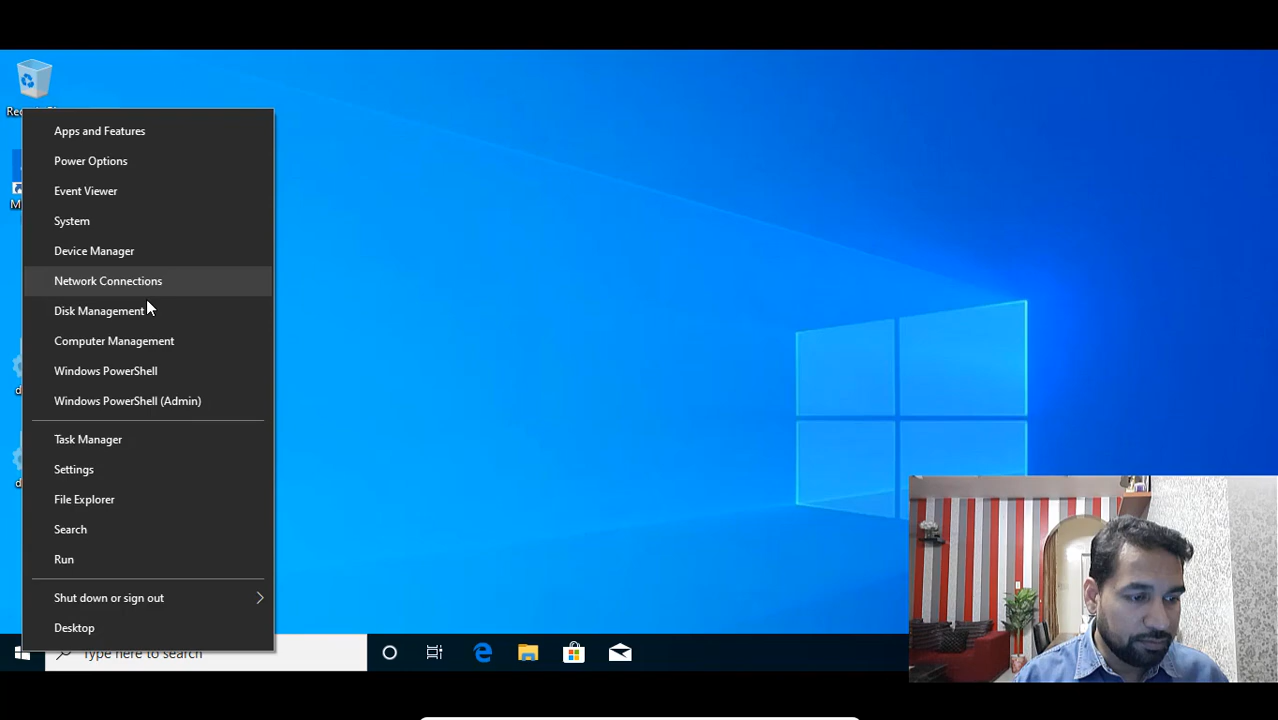 Apps and Features
Power Options
Event Viewer
System
Device Manager
Network Connections
Disk Management
Computer Management
Windows PowerShell
Windows PowerShell (Admin)
Task Manager
Settings
File Explorer
Search
Run
Shut down or sign out
Desktop
Type here to search